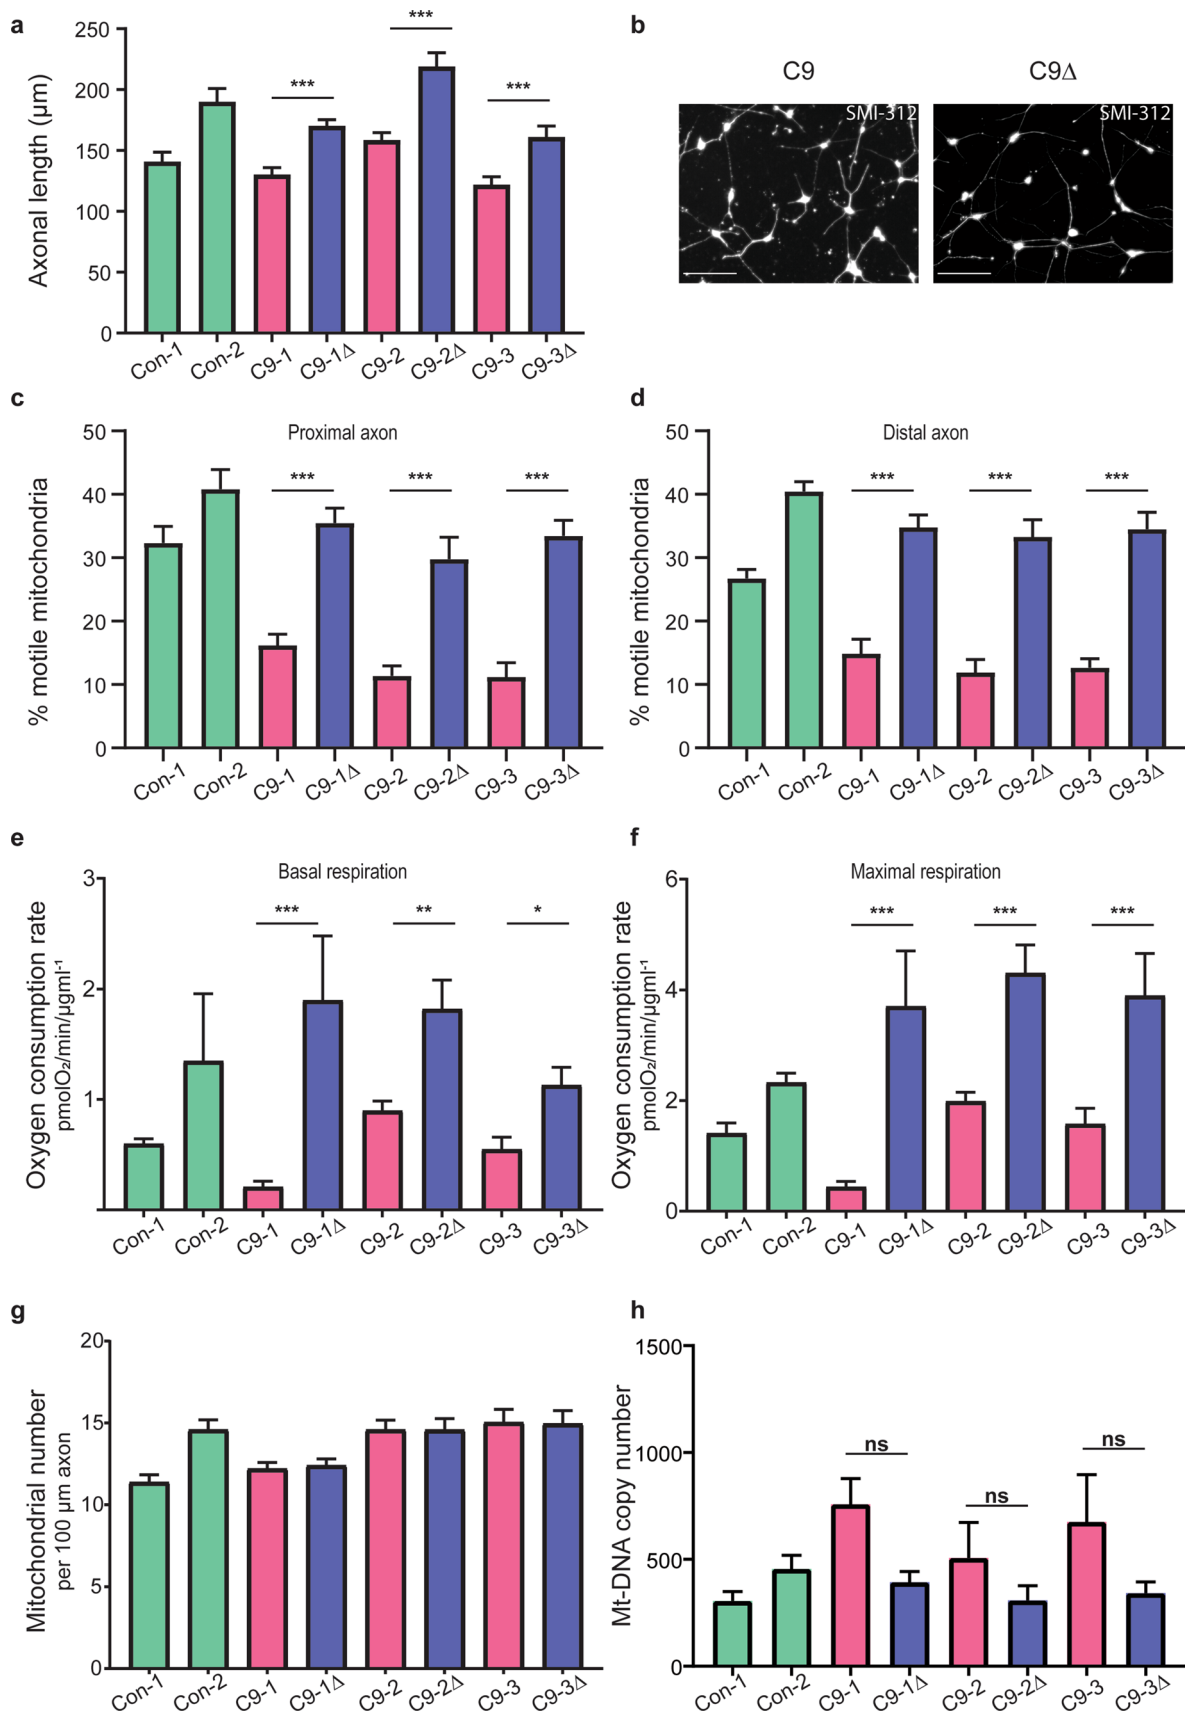 a
Axonal length (µm)
250
200
150
100
50
0
***
***
***
Con-1 Con-2 C9-1 C9-1Δ C9-2 C9-2Δ C9-3 C9-3Δ
b
C9
C9Δ
SMI-312
SMI-312
c
Proximal axon
% motile mitochondria
50
40
30
20
10
0
***
***
***
Con-1 Con-2 C9-1 C9-1Δ C9-2 C9-2Δ C9-3 C9-3Δ
d
Distal axon
% motile mitochondria
50
40
30
20
10
0
***
***
***
Con-1 Con-2 C9-1 C9-1Δ C9-2 C9-2Δ C9-3 C9-3Δ
e
Basal respiration
Oxygen consumption rate
pmolO₂/min/µgml⁻¹
3
2
1
***
**
*
Con-1 Con-2 C9-1 C9-1Δ C9-2 C9-2Δ C9-3 C9-3Δ
f
Maximal respiration
Oxygen consumption rate
pmolO₂/min/µgml⁻¹
6
4
2
0
***
***
***
Con-1 Con-2 C9-1 C9-1Δ C9-2 C9-2Δ C9-3 C9-3Δ
g
Mitochondrial number
per 100 µm axon
20
15
10
5
0
Con-1 Con-2 C9-1 C9-1Δ C9-2 C9-2Δ C9-3 C9-3Δ
h
Mt-DNA copy number
1500
1000
500
0
ns
ns
ns
Con-1 Con-2 C9-1 C9-1Δ C9-2 C9-2Δ C9-3 C9-3Δ